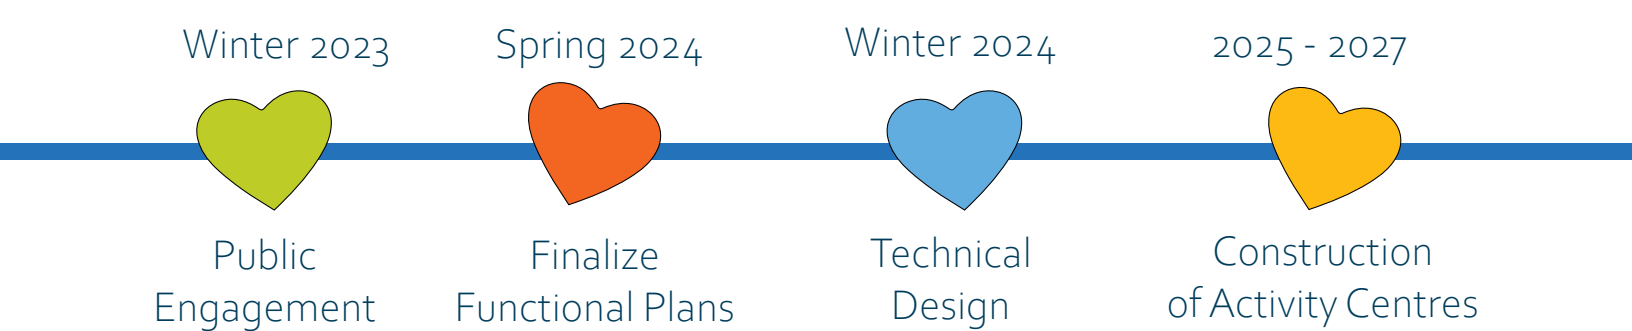 Winter 2023
Spring 2024
Winter 2024
2025 - 2027
Public
Engagement
Finalize
Functional Plans
Technical
Design
Construction
of Activity Centres